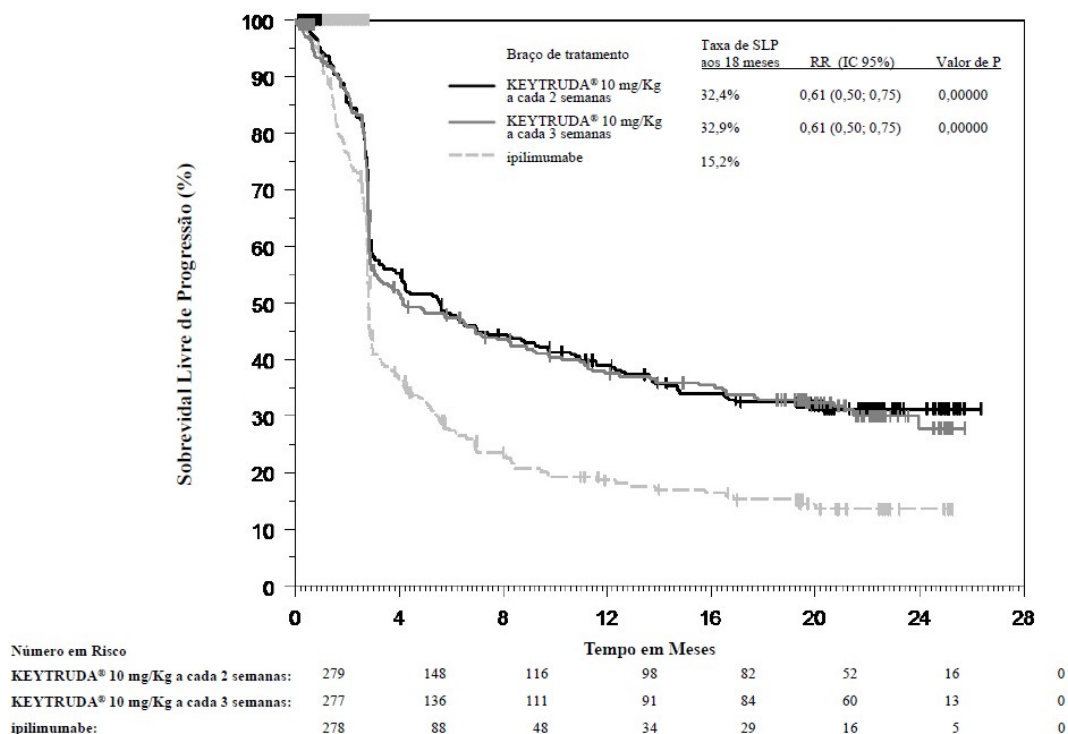 100
90
80
70
60
50
40
30
20
10
0
Sobrevidal Livre de Progressão (%)
Braço de tratamento
Taxa de SLP
aos 18 meses
RR (IC 95%)
Valor de P
KEYTRUDA® 10 mg/Kg
a cada 2 semanas
32,4%
0,61 (0,50; 0,75)
0,00000
KEYTRUDA® 10 mg/Kg
a cada 3 semanas
32,9%
0,61 (0,50; 0,75)
0,00000
ipilimumabe
15,2%
0 4 8 12 16 20 24 28
Tempo em Meses
Número em Risco
KEYTRUDA® 10 mg/Kg a cada 2 semanas: 279 148 116 98 82 52 16 0
KEYTRUDA® 10 mg/Kg a cada 3 semanas: 277 136 111 91 84 60 13 0
ipilimumabe: 278 88 48 34 29 16 5 0